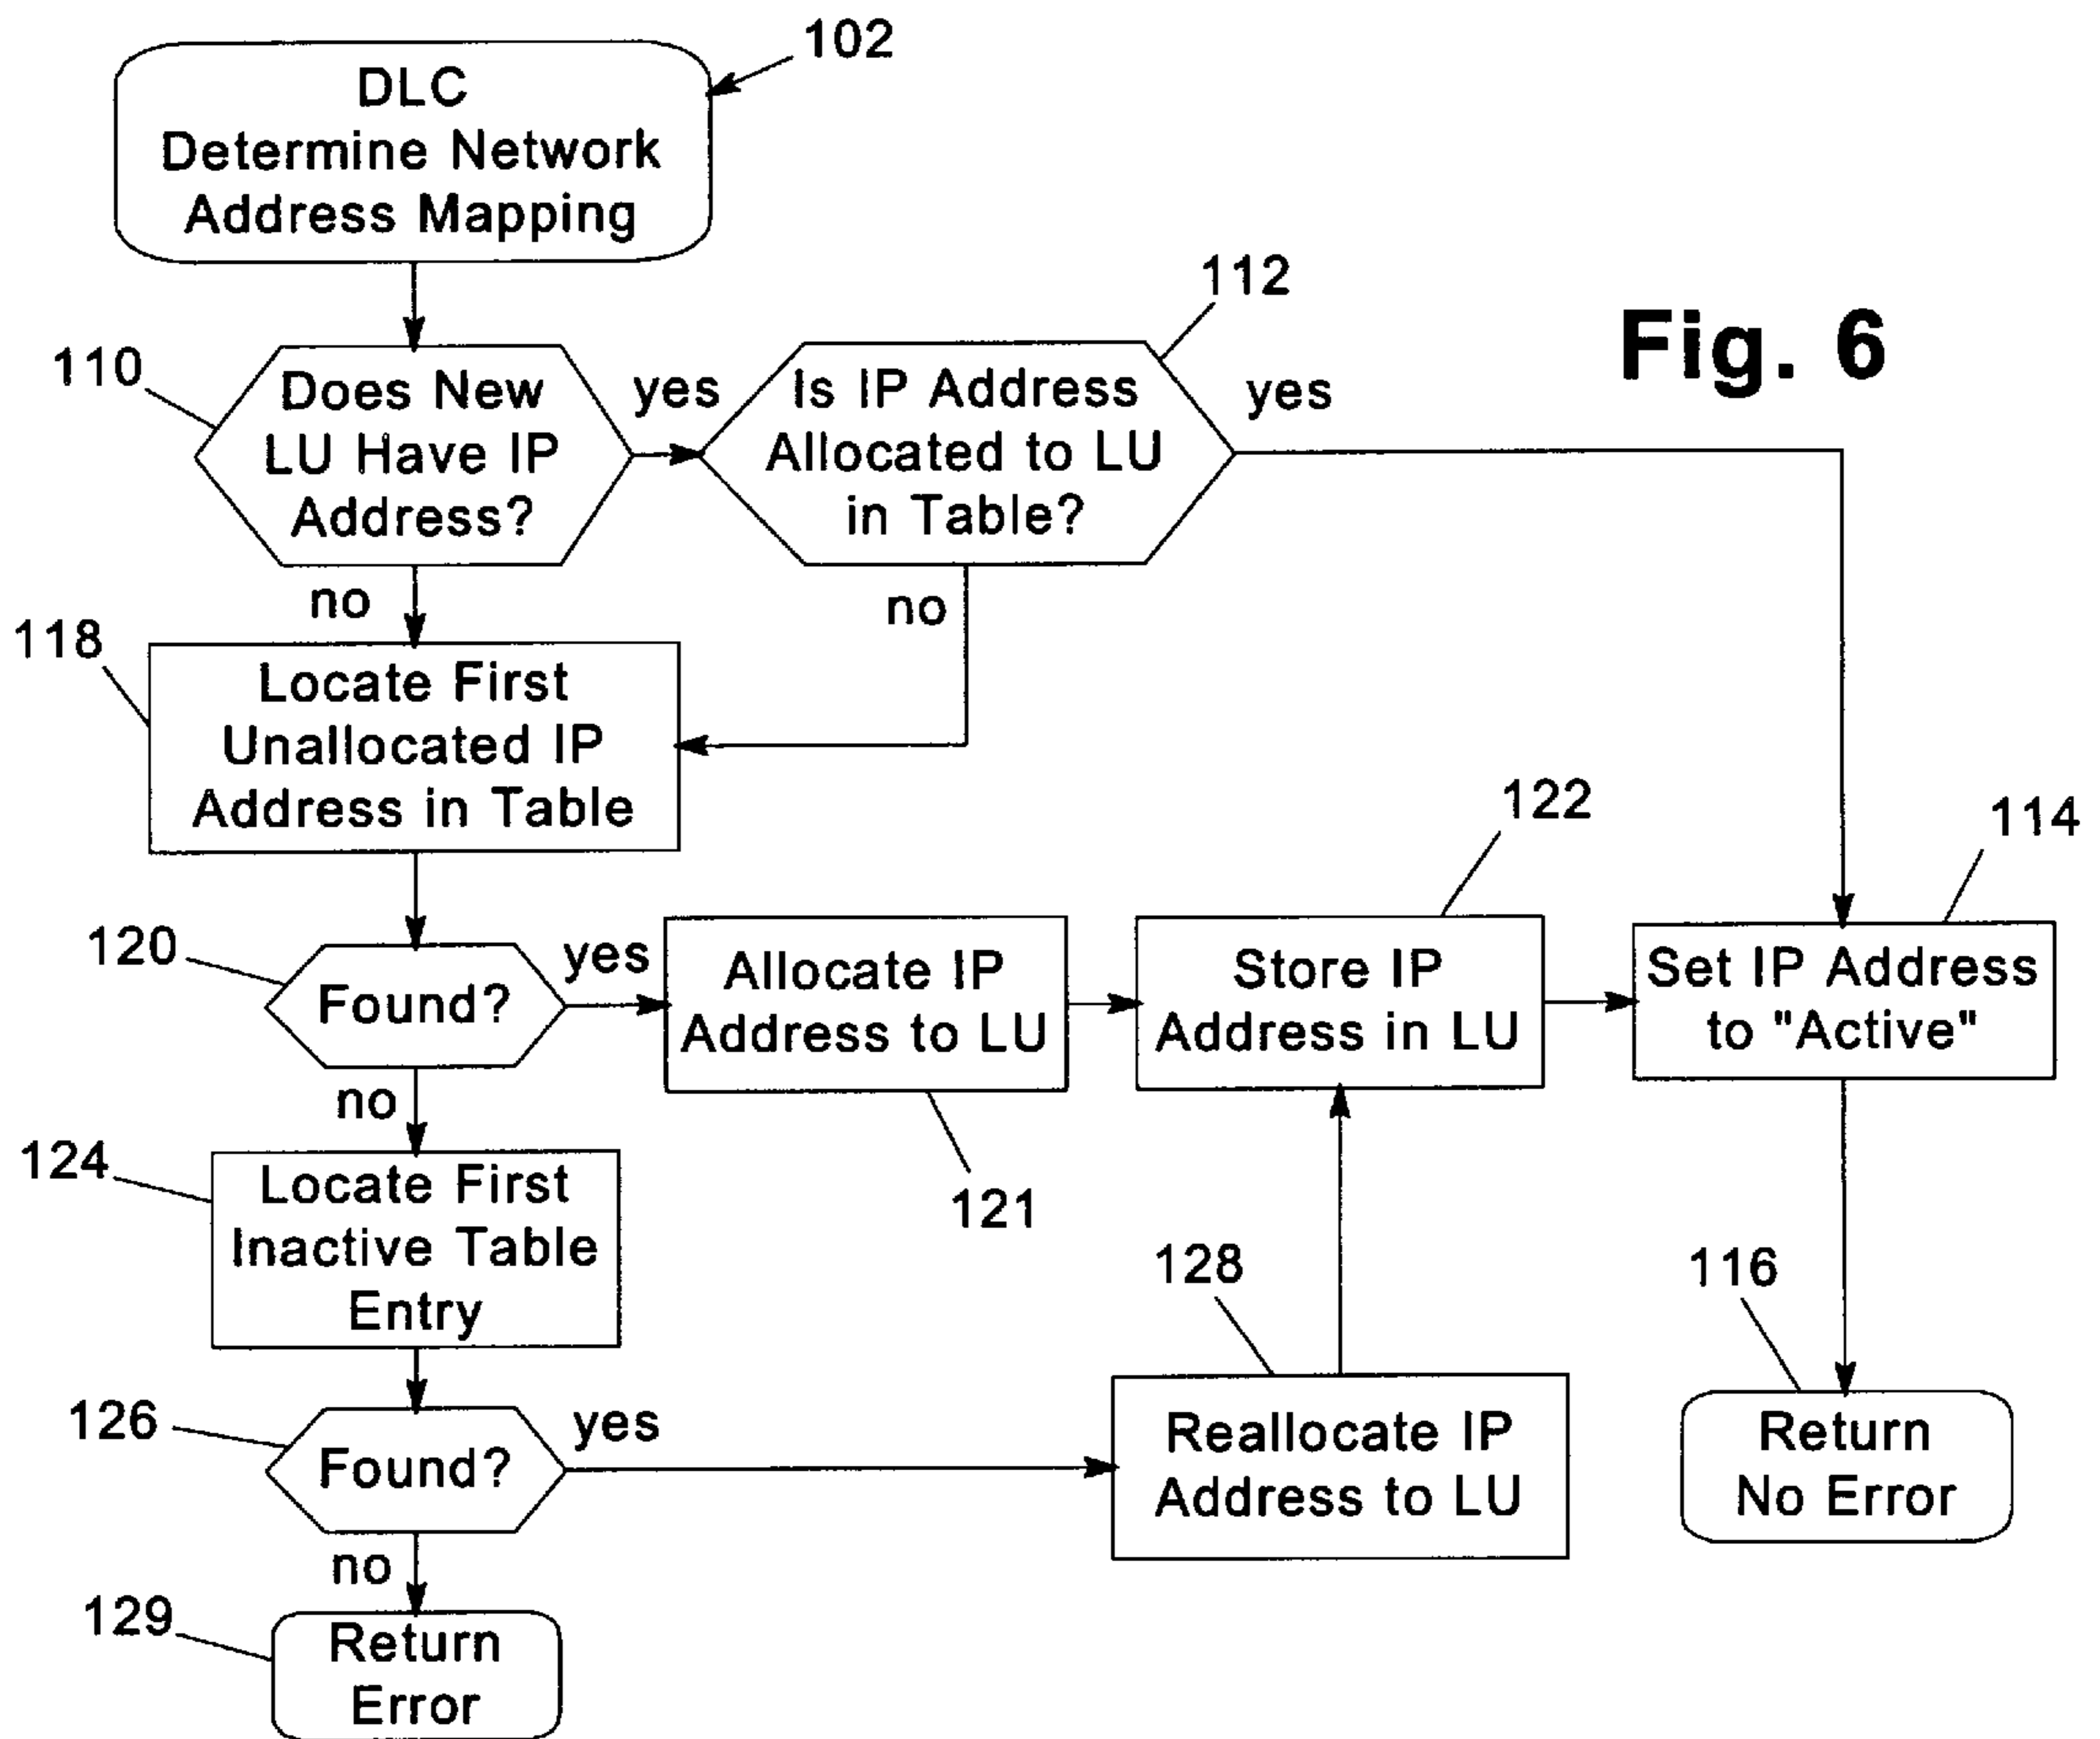 102
DLC
Determine Network
Address Mapping
112
Fig. 6
110
Does New
LU Have IP
Address?
yes
Is IP Address
Allocated to LU
in Table?
yes
no
no
118
Locate First
Unallocated IP
Address in Table
122
114
120
Found?
yes
Allocate IP
Address to LU
Store IP
Address in LU
Set IP Address
to "Active"
no
121
124
Locate First
Inactive Table
Entry
128
116
126
Found?
yes
Reallocate IP
Address to LU
Return
No Error
no
129
Return
Error